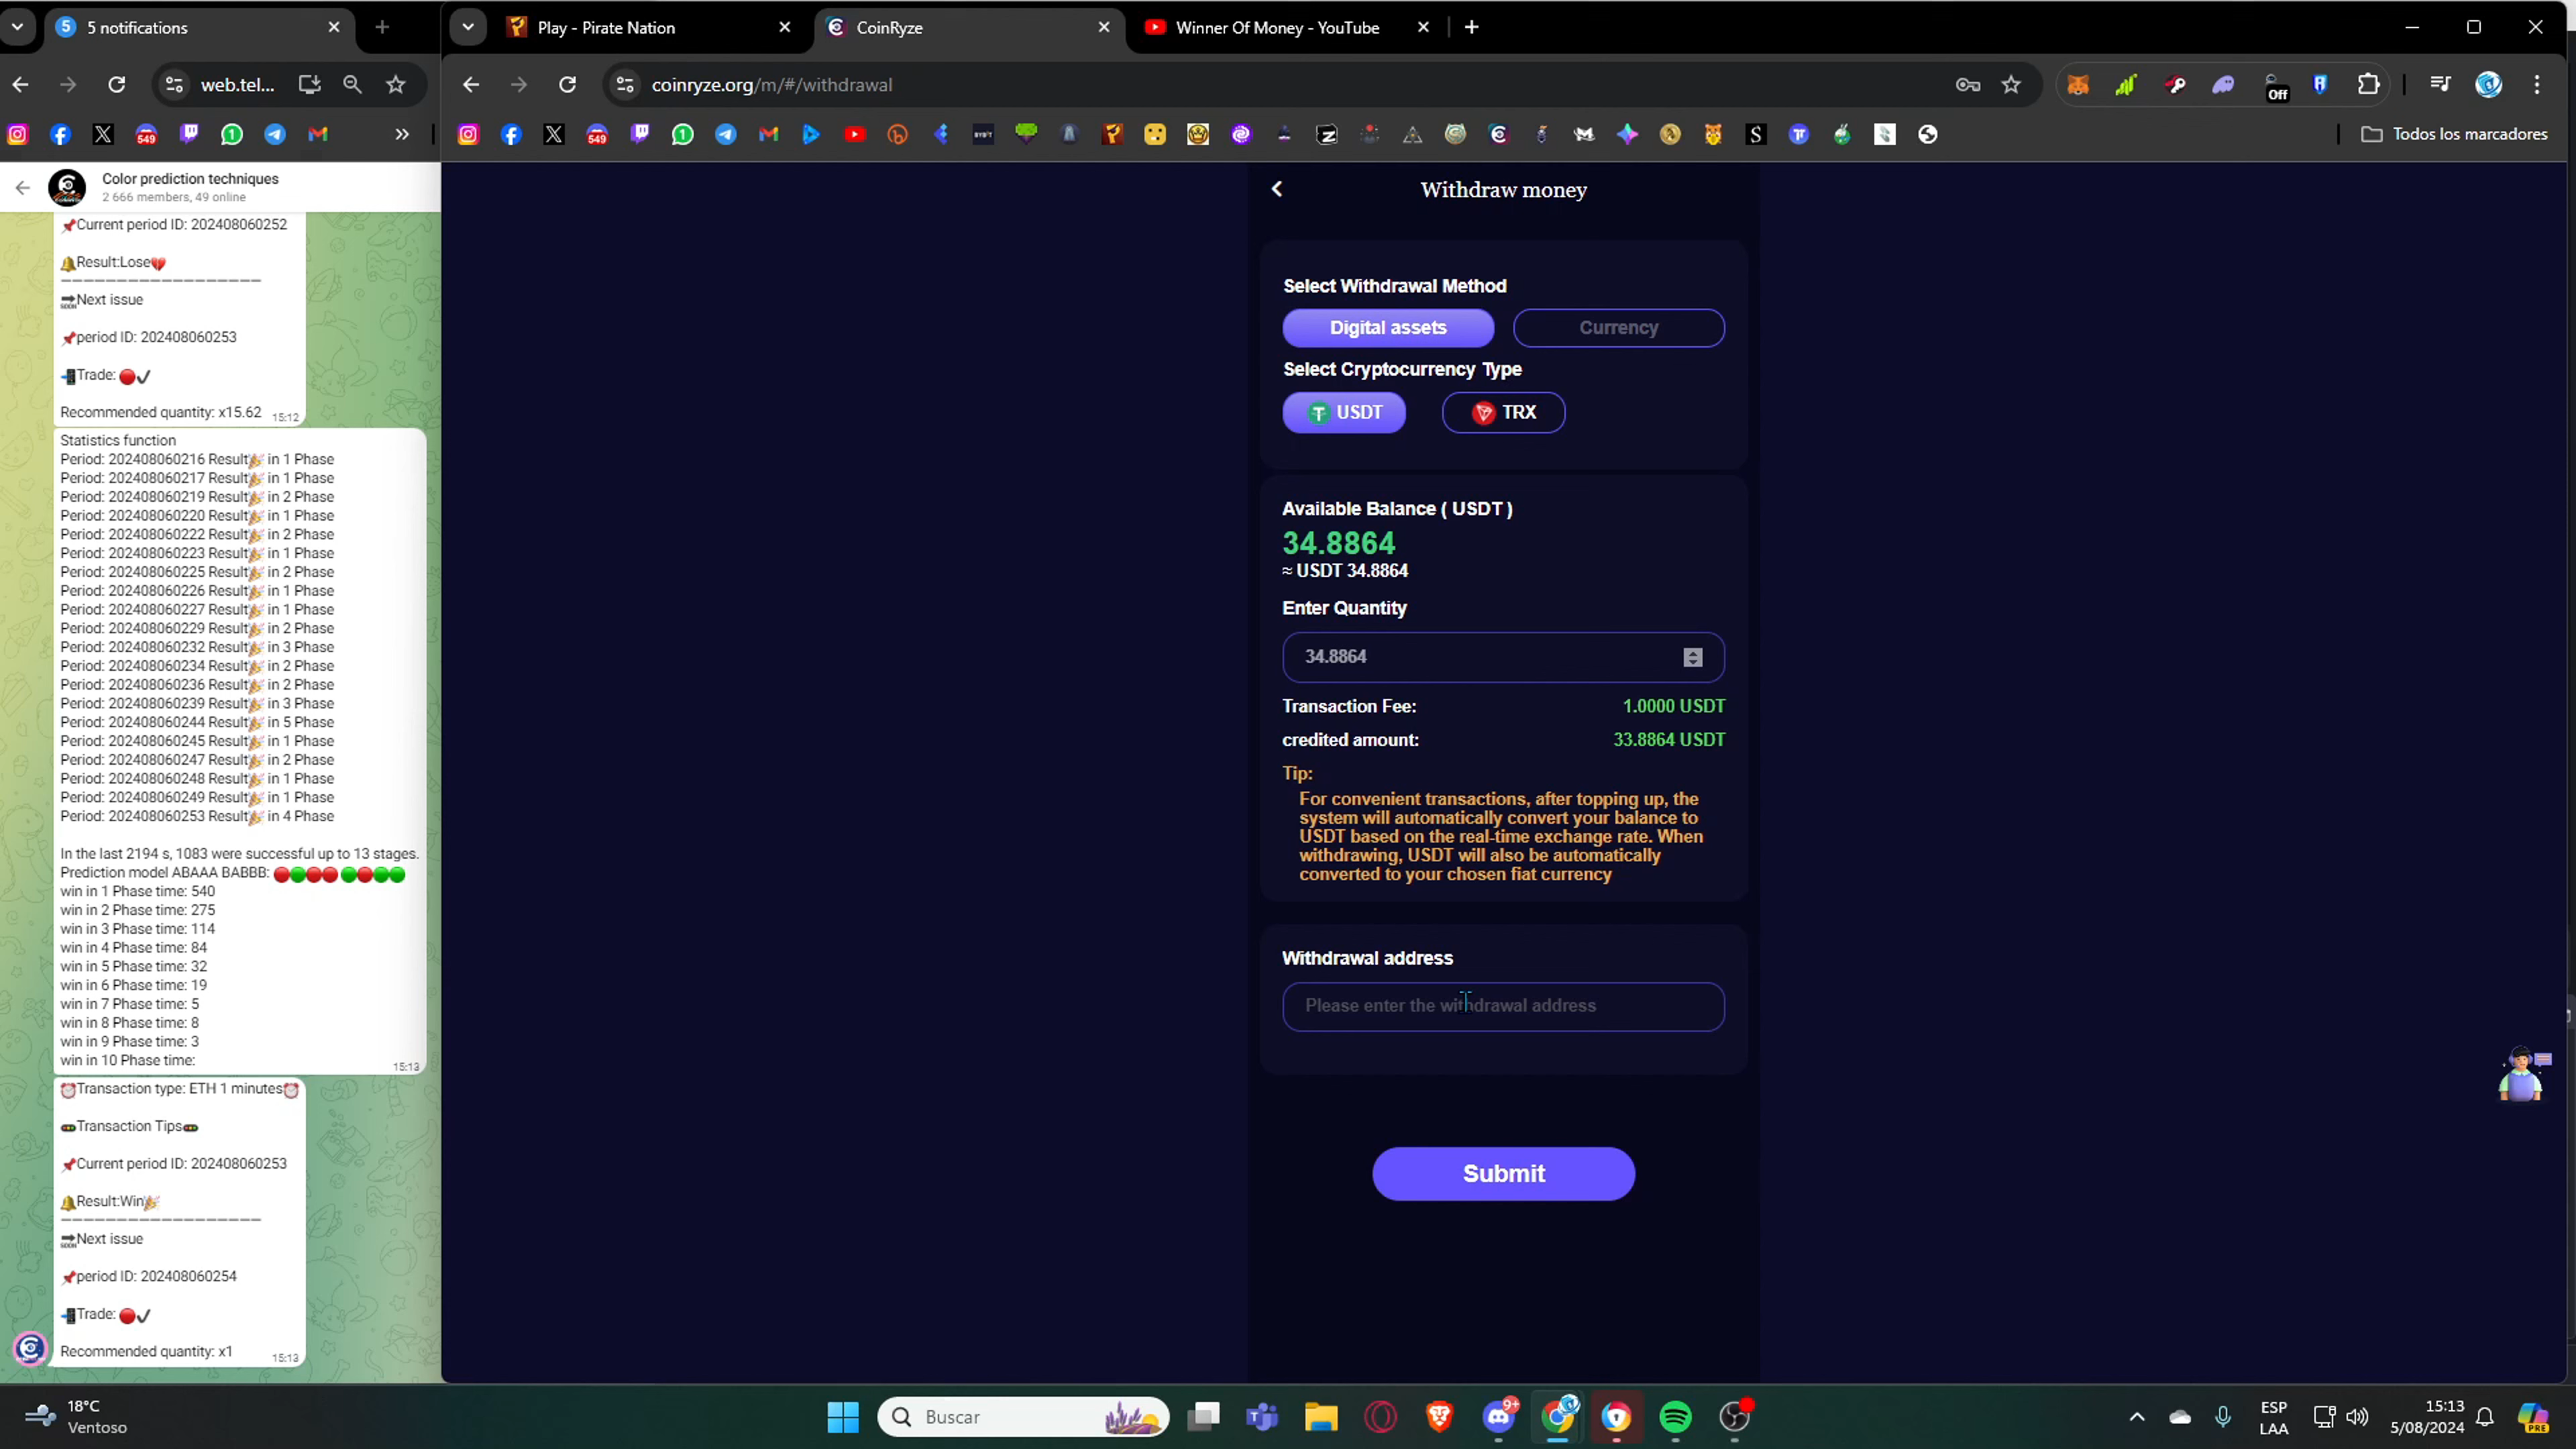 5 notifications
Play - Pirate Nation
CoinRyze
Winner Of Money - YouTube
web.tel...
coinryze.org/m/#/withdrawal
Off
549
549
BYBIT
Todos los marcadores
Color prediction techniques
2 666 members, 49 online
📌Current period ID: 202408060252
🔔Result:Lose💔
——————————————————
🔜Next issue
📌period ID: 202408060253
📲Trade: 🔴✔
Recommended quantity: x15.62 15:12
Statistics function
Period: 202408060216 Result🎉 in 1 Phase
Period: 202408060217 Result🎉 in 1 Phase
Period: 202408060219 Result🎉 in 2 Phase
Period: 202408060220 Result🎉 in 1 Phase
Period: 202408060222 Result🎉 in 2 Phase
Period: 202408060223 Result🎉 in 1 Phase
Period: 202408060225 Result🎉 in 2 Phase
Period: 202408060226 Result🎉 in 1 Phase
Period: 202408060227 Result🎉 in 1 Phase
Period: 202408060229 Result🎉 in 2 Phase
Period: 202408060232 Result🎉 in 3 Phase
Period: 202408060234 Result🎉 in 2 Phase
Period: 202408060236 Result🎉 in 2 Phase
Period: 202408060239 Result🎉 in 3 Phase
Period: 202408060244 Result🎉 in 5 Phase
Period: 202408060245 Result🎉 in 1 Phase
Period: 202408060247 Result🎉 in 2 Phase
Period: 202408060248 Result🎉 in 1 Phase
Period: 202408060249 Result🎉 in 1 Phase
Period: 202408060253 Result🎉 in 4 Phase
In the last 2194 s, 1083 were successful up to 13 stages.
Prediction model ABAAA BABBB: 🔴🟢🔴🔴🟢🔴🟢🟢
win in 1 Phase time: 540
win in 2 Phase time: 275
win in 3 Phase time: 114
win in 4 Phase time: 84
win in 5 Phase time: 32
win in 6 Phase time: 19
win in 7 Phase time: 5
win in 8 Phase time: 8
win in 9 Phase time: 3
win in 10 Phase time: 15:13
⏰Transaction type: ETH 1 minutes⏰
🚥Transaction Tips🚥
📌Current period ID: 202408060253
🔔Result:Win🎉
——————————————————
🔜Next issue
📌period ID: 202408060254
📲Trade: 🔴✔
Recommended quantity: x1 15:13
Withdraw money
Select Withdrawal Method
Digital assets
Currency
Select Cryptocurrency Type
USDT
TRX
Available Balance ( USDT )
34.8864
≈ USDT 34.8864
Enter Quantity
34.8864
Transaction Fee: 1.0000 USDT
credited amount: 33.8864 USDT
Tip:
For convenient transactions, after topping up, the
system will automatically convert your balance to
USDT based on the real-time exchange rate. When
withdrawing, USDT will also be automatically
converted to your chosen fiat currency
Withdrawal address
Please enter the withdrawal address
Submit
18°C
Ventoso
Buscar
9+
ESP
LAA
15:13
5/08/2024
PRE